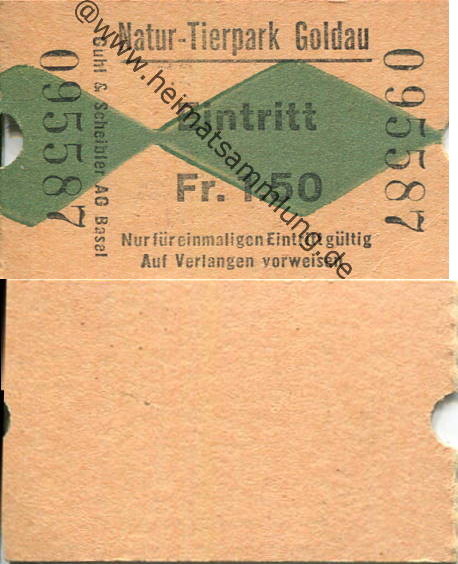 Natur-Tierpark Goldau
Eintritt
Fr. 1.50
Nur für einmaligen Eintritt gültig
Auf Verlangen vorweisen
095587
Guhl & Scheibler AG Basel
095587
@www.heimatsammlung.de